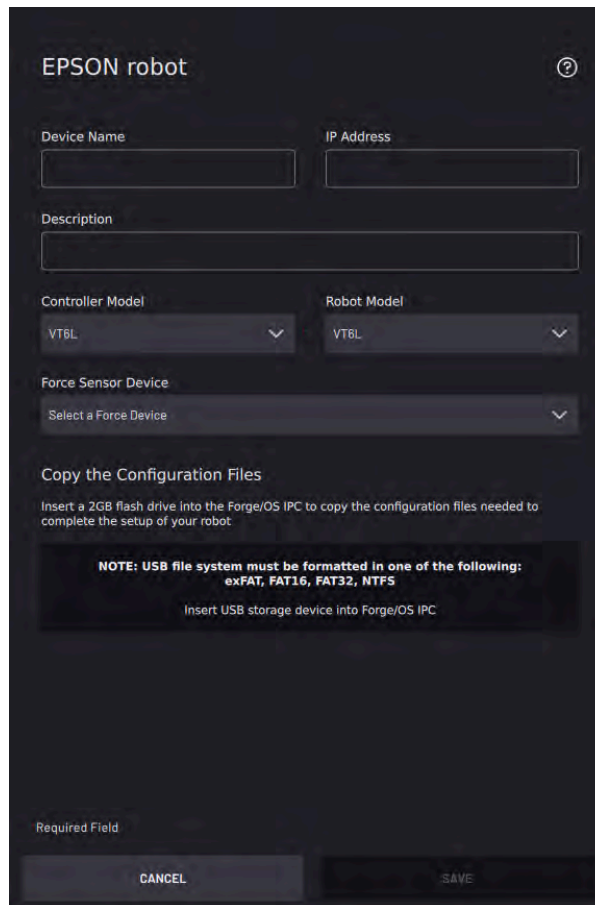 EPSON robot
Device Name
IP Address
Description
Controller Model
Robot Model
VT6L
VT6L
Force Sensor Device
Select a Force Device
Copy the Configuration Files
Insert a 2GB flash drive into the Forge/OS IPC to copy the configuration files needed to
complete the setup of your robot
NOTE: USB file system must be formatted in one of the following:
exFAT, FAT16, FAT32, NTFS
Insert USB storage device into Forge/OS IPC
Required Field
CANCEL
SAVE